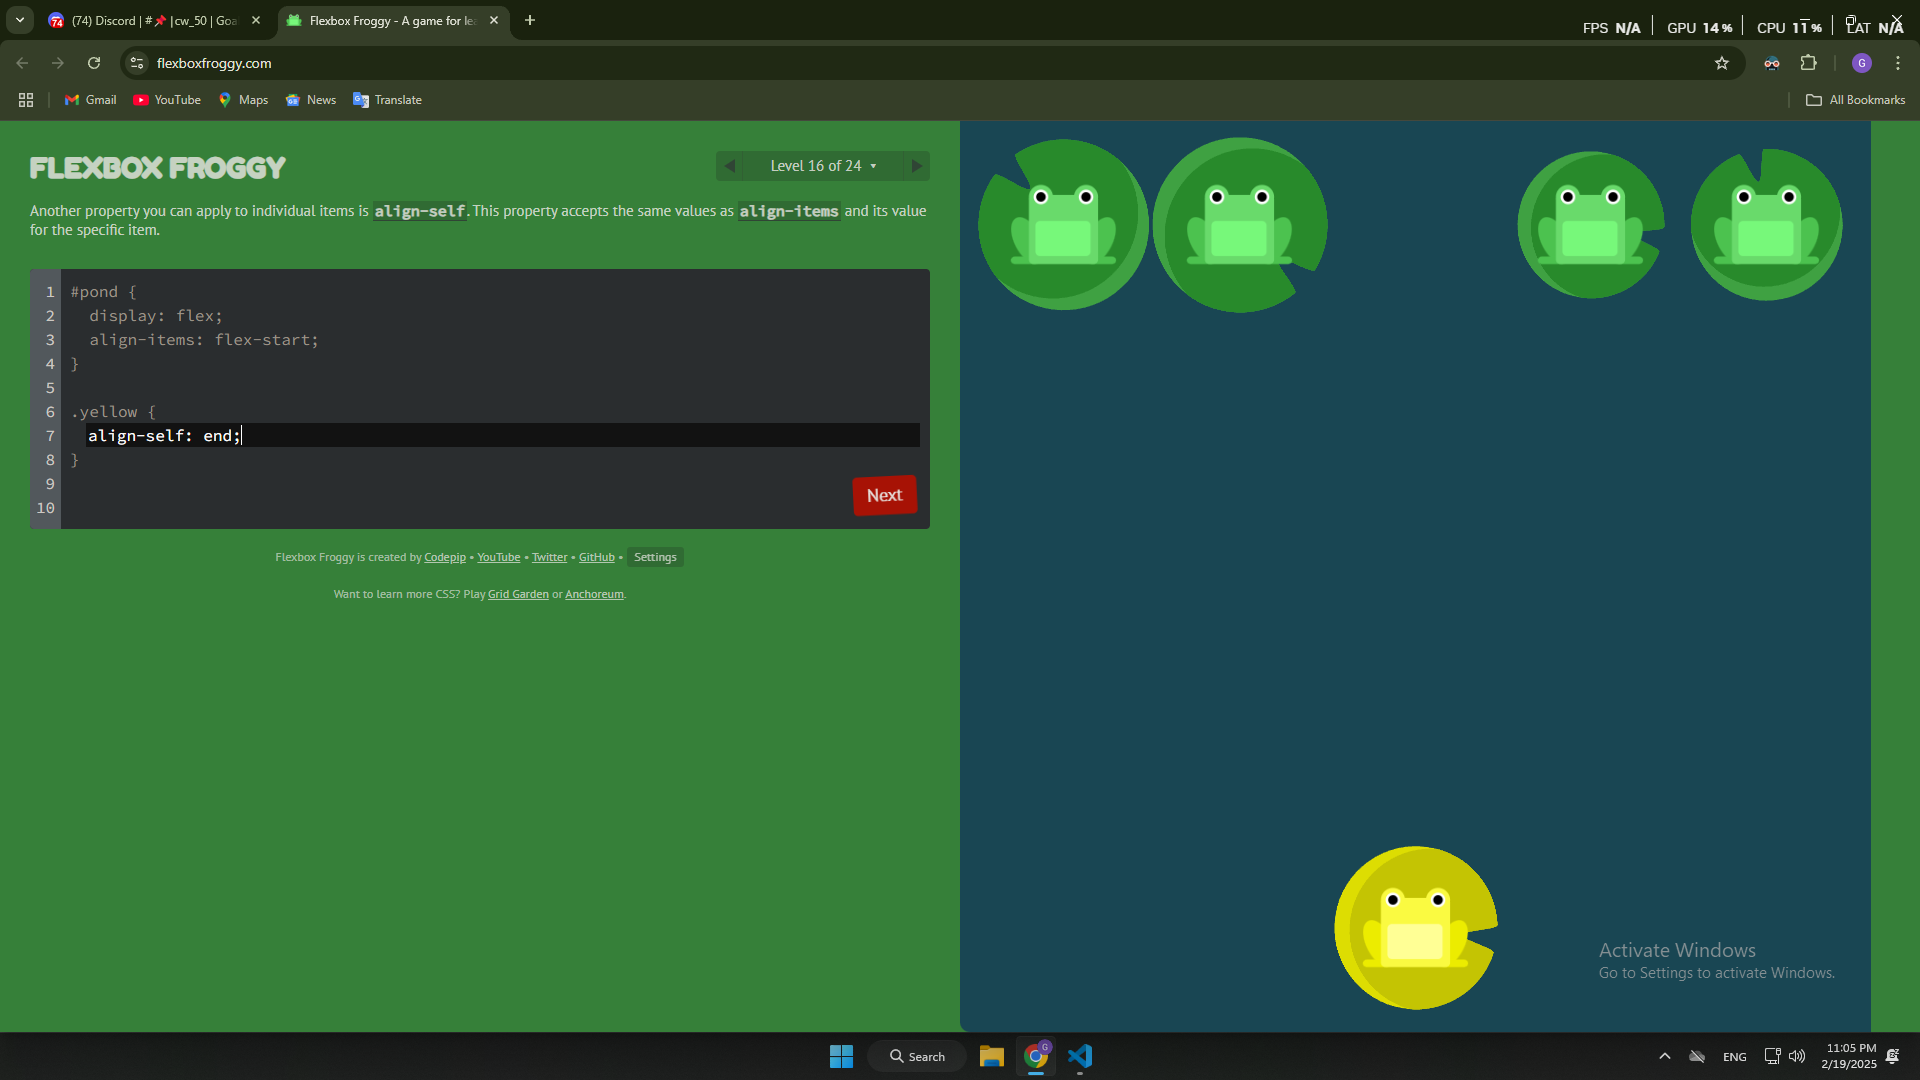 74
(74) Discord | #📌 |cw_50 | Goa
Flexbox Froggy - A game for lea
FPS N/A
GPU 14 %
CPU 11 %
LAT N/A
flexboxfroggy.com
G
Gmail
YouTube
Maps
News
Translate
All Bookmarks
FLEXBOX FROGGY
Level 16 of 24
Another property you can apply to individual items is align-self. This property accepts the same values as align-items and its value
for the specific item.
1 #pond {
2 display: flex;
3 align-items: flex-start;
4 }
5
6 .yellow {
7 align-self: end;
8 }
9
10
Next
Flexbox Froggy is created by Codepip • YouTube • Twitter • GitHub • Settings
Want to learn more CSS? Play Grid Garden or Anchoreum.
Activate Windows
Go to Settings to activate Windows.
Search
G
ENG
11:05 PM
2/19/2025